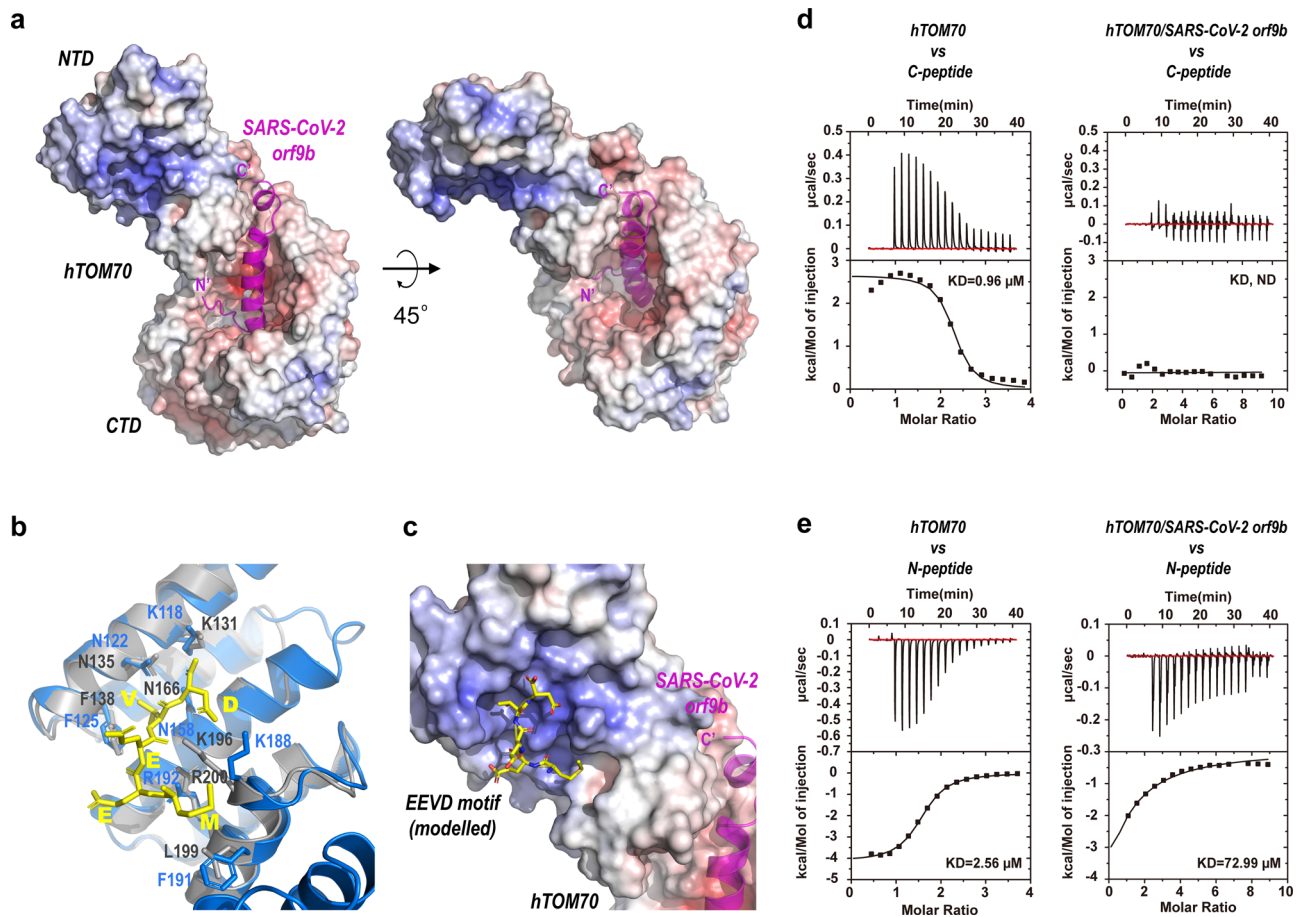 a
NTD
SARS-CoV-2
orf9b
C'
hTOM70
N'
CTD
45°
C'
N'
b
K118
K131
N122
N135
N166
F138
A
D
F125
N158
K196
K188
E
R192
R200
E
M
L199
F191
c
SARS-CoV-2
orf9b
C'
EEVD motif
(modelled)
hTOM70
d
hTOM70
vs
C-peptide
Time(min)
0 10 20 30 40
µcal/sec
0.5
0.4
0.3
0.2
0.1
0
kcal/Mol of injection
3
2
1
0
KD=0.96 µM
0 1 2 3 4
Molar Ratio
hTOM70/SARS-CoV-2 orf9b
vs
C-peptide
Time(min)
0 10 20 30 40
µcal/sec
0.5
0.4
0.3
0.2
0.1
0
-0.1
kcal/Mol of injection
3
2
1
0
KD, ND
0 2 4 6 8 10
Molar Ratio
e
hTOM70
vs
N-peptide
Time(min)
0 10 20 30 40
µcal/sec
0.1
0
-0.1
-0.2
-0.3
-0.4
-0.5
-0.6
-0.7
kcal/Mol of injection
0
-1
-2
-3
-4
-5
KD=2.56 µM
0 1 2 3 4
Molar Ratio
hTOM70/SARS-CoV-2 orf9b
vs
N-peptide
Time(min)
0 10 20 30 40
µcal/sec
0.1
0
-0.1
-0.2
-0.3
kcal/Mol of injection
0
-1
-2
-3
-4
KD=72.99 µM
0 2 4 6 8 10
Molar Ratio